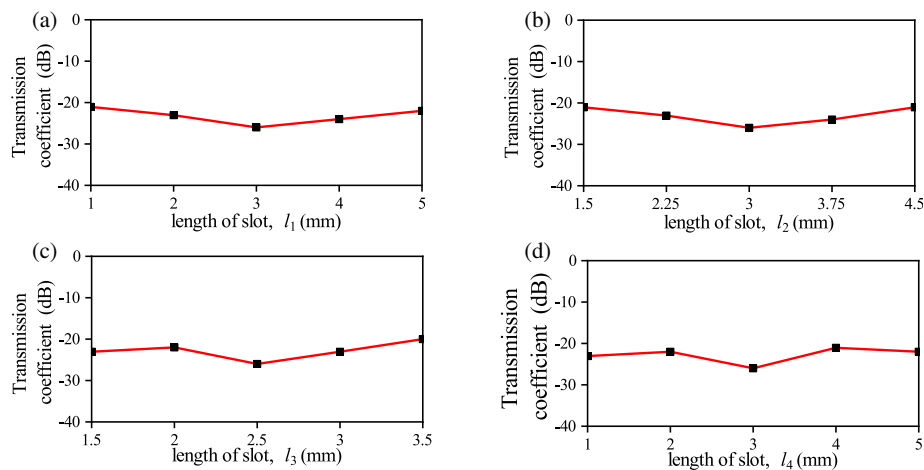 (a)
0
-10
-20
-30
-40
Transmission
coefficient (dB)
1 2 3 4 5
length of slot, l1 (mm)
(b)
0
-10
-20
-30
-40
Transmission
coefficient (dB)
1.5 2.25 3 3.75 4.5
length of slot, l2 (mm)
(c)
0
-10
-20
-30
-40
Transmission
coefficient (dB)
1.5 2 2.5 3 3.5
length of slot, l3 (mm)
(d)
0
-10
-20
-30
-40
Transmission
coefficient (dB)
1 2 3 4 5
length of slot, l4 (mm)